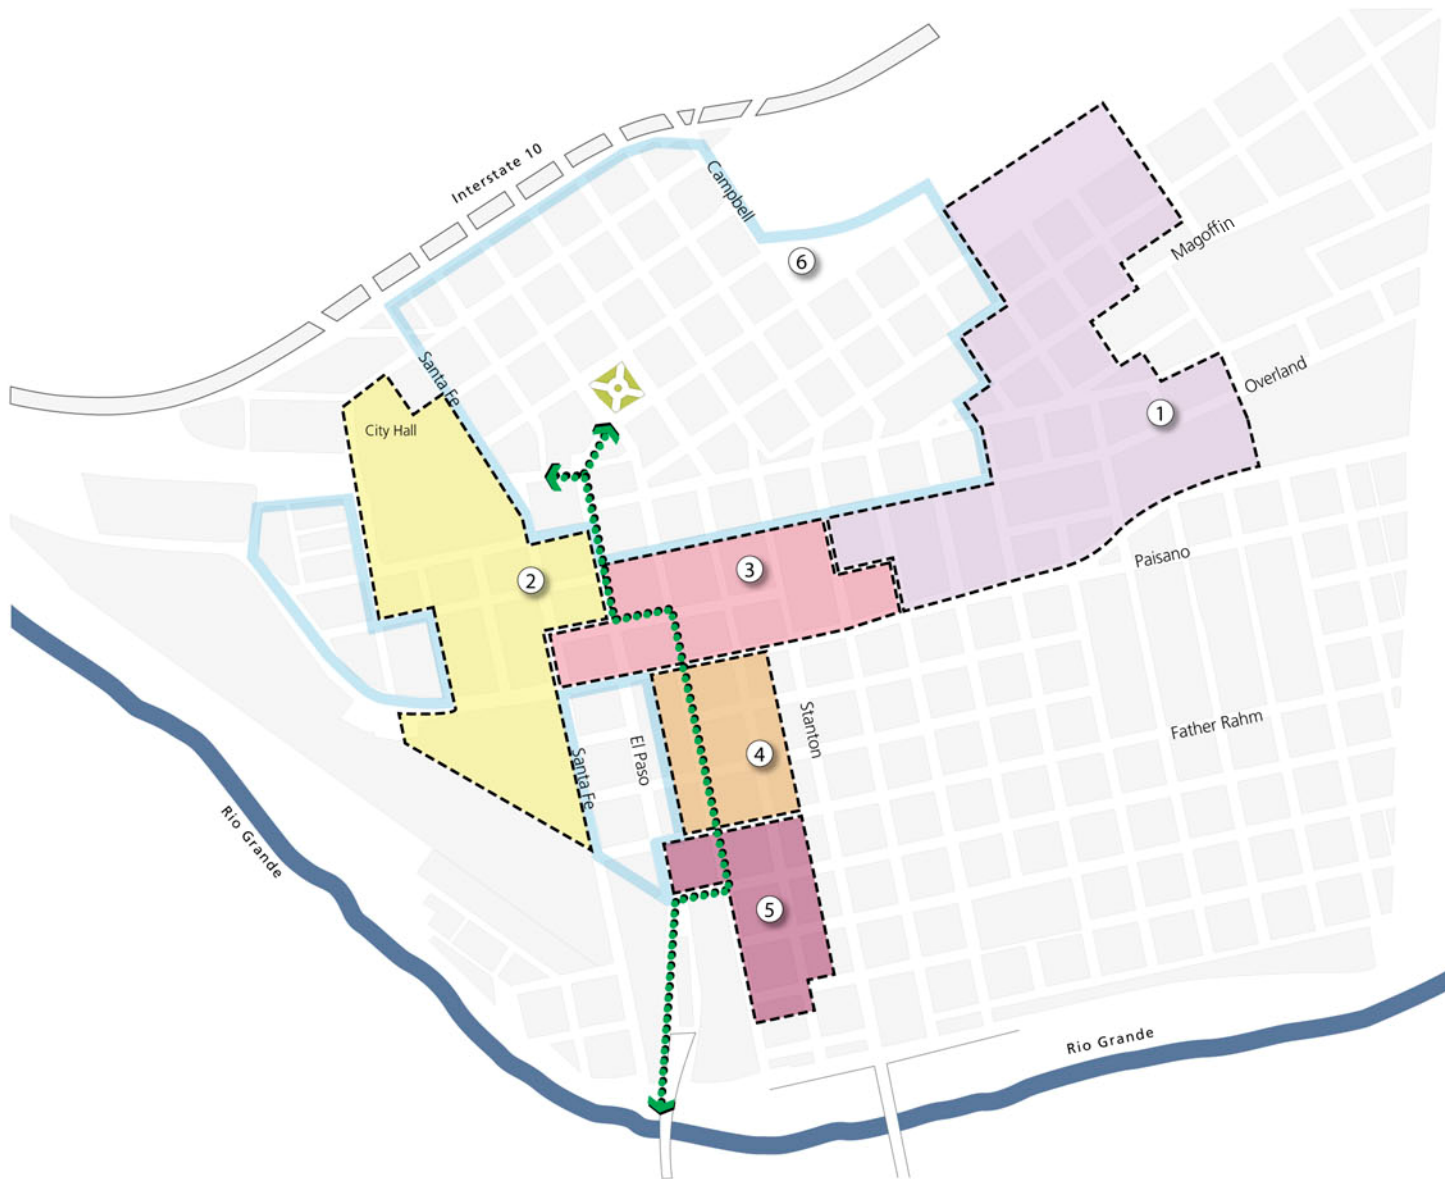 Interstate 10
Campbell
6
Magoffin
Santa Fe
Overland
1
City Hall
Paisano
3
2
Stanton
Father Rahm
El Paso
4
Santa Fe
Rio Grande
5
Rio Grande